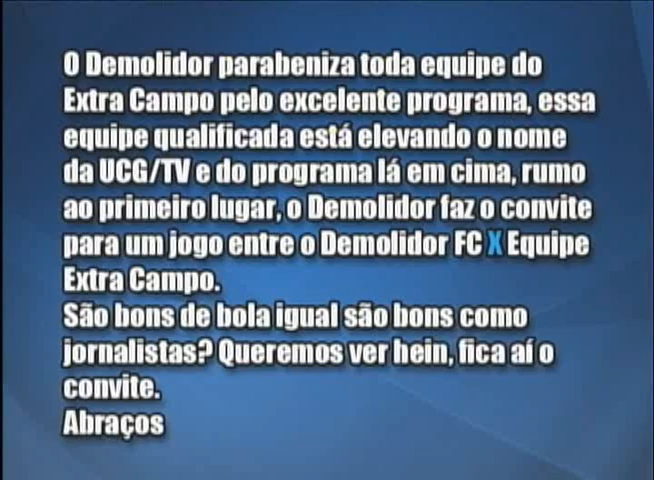 O Demolidor parabeniza toda equipe do
Extra Campo pelo excelente programa, essa
equipe qualificada está elevando o nome
da UCG/TV e do programa lá em cima, rumo
ao primeiro lugar, o Demolidor faz o convite
para um jogo entre o Demolidor FC X Equipe
Extra Campo.
São bons de bola igual são bons como
jornalistas? Queremos ver hein, fica aí o
convite.
Abraços